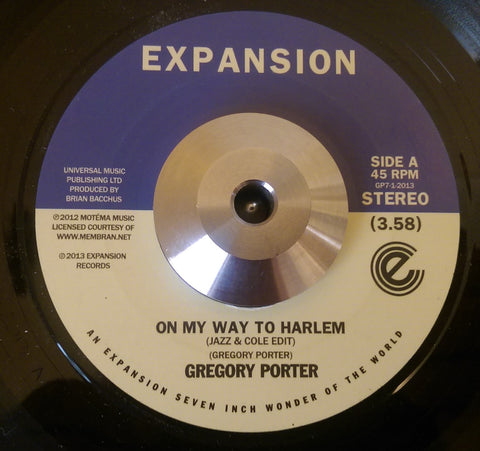 EXPANSION
UNIVERSAL MUSIC
PUBLISHING LTD
PRODUCED BY
BRIAN BACCHUS
SIDE A
45 RPM
GP7-1-2013
STEREO
(3.58)
℗2012 MOTÉMA MUSIC
LICENSED COURTESY OF
WWW.MEMBRAN.NET
℗2013 EXPANSION
RECORDS
ON MY WAY TO HARLEM
(JAZZ & COLE EDIT)
(GREGORY PORTER)
GREGORY PORTER
AN EXPANSION SEVEN INCH WONDER OF THE WORLD